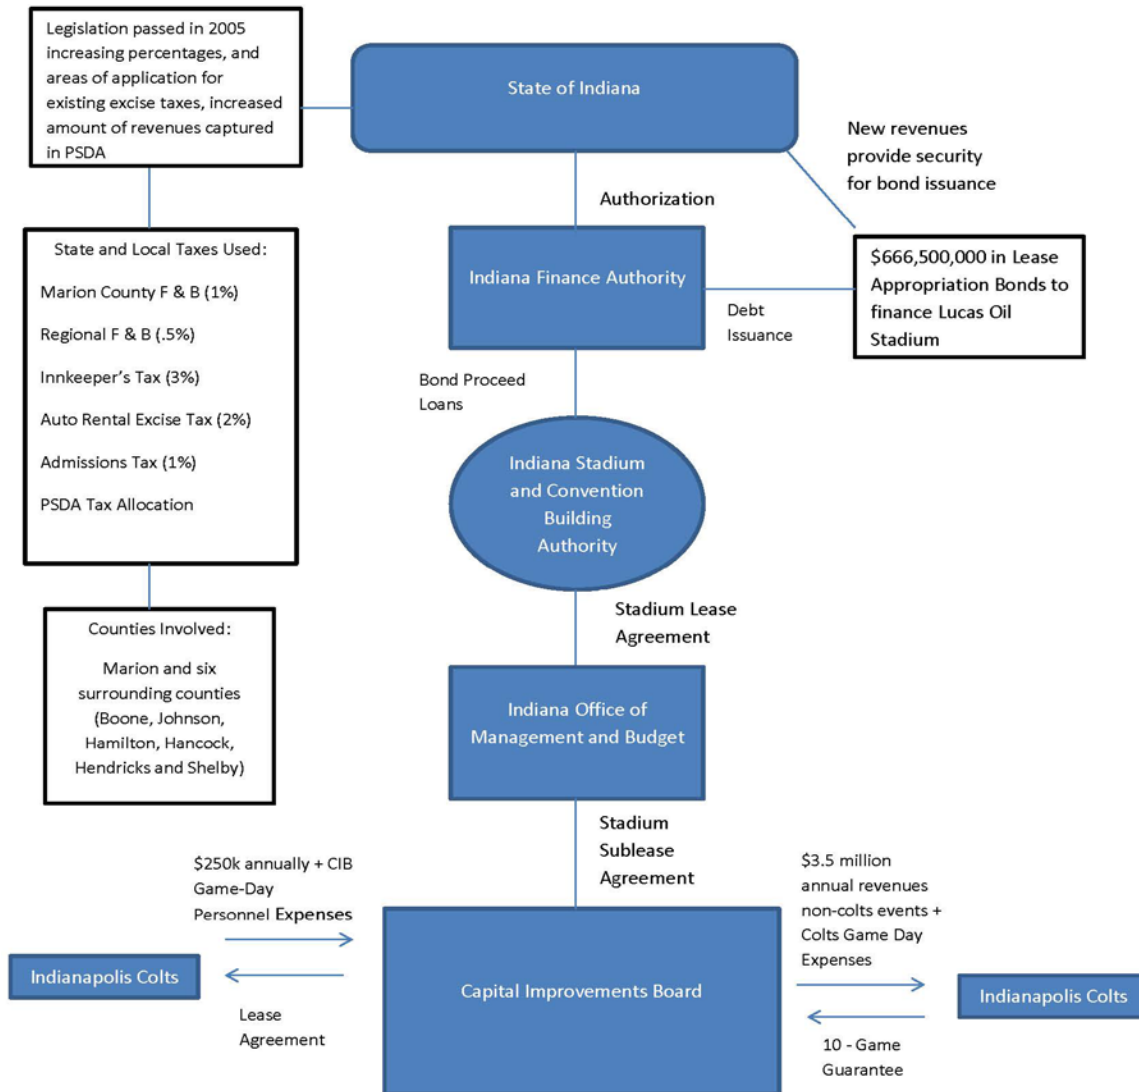 Legislation passed in 2005
increasing percentages, and
areas of application for
existing excise taxes, increased
amount of revenues captured
in PSDA
State of Indiana
New revenues
provide security
for bond issuance
Authorization
State and Local Taxes Used:
Marion County F & B (1%)
Regional F & B (.5%)
Innkeeper's Tax (3%)
Auto Rental Excise Tax (2%)
Admissions Tax (1%)
PSDA Tax Allocation
Indiana Finance Authority
Debt
Issuance
$666,500,000 in Lease
Appropriation Bonds to
finance Lucas Oil
Stadium
Bond Proceed
Loans
Indiana Stadium
and Convention
Building
Authority
Counties Involved:
Marion and six
surrounding counties
(Boone, Johnson,
Hamilton, Hancock,
Hendricks and Shelby)
Stadium Lease
Agreement
Indiana Office of
Management and Budget
Stadium
Sublease
Agreement
$250k annually + CIB
Game-Day
Personnel Expenses
Indianapolis Colts
Lease
Agreement
Capital Improvements Board
$3.5 million
annual revenues
non-colts events +
Colts Game Day
Expenses
Indianapolis Colts
10 - Game
Guarantee